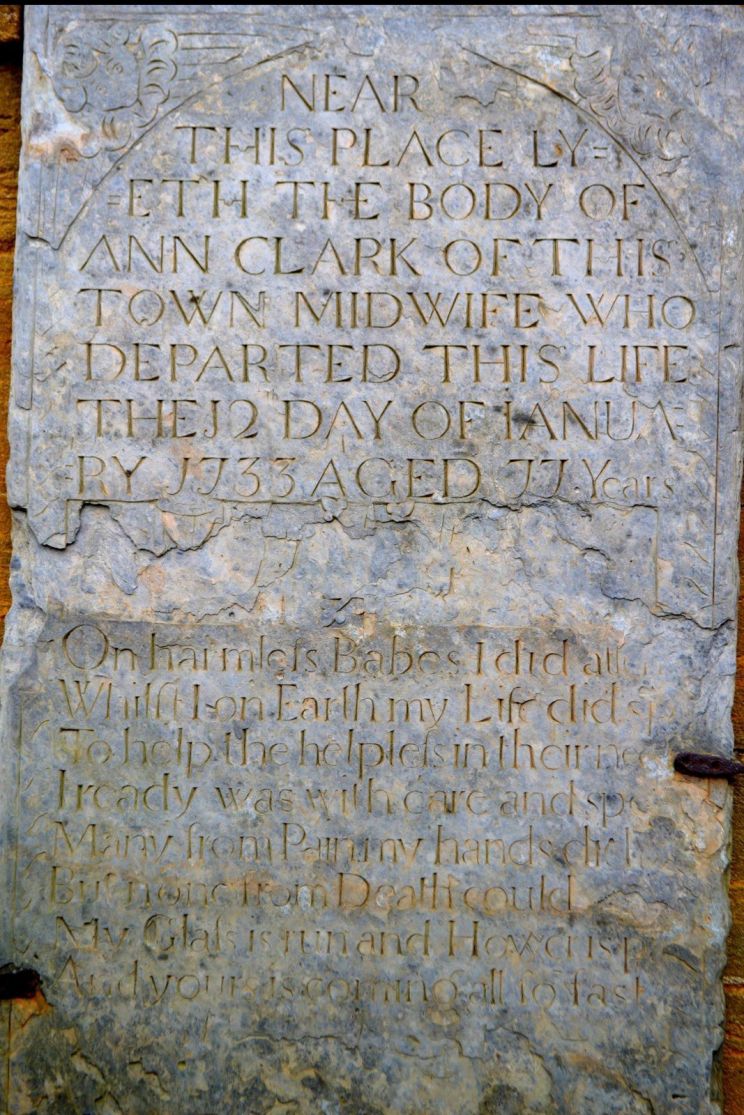 NEAR
THIS PLACE LY=
=ETH THE BODY OF
ANN CLARK OF THIS
TOWN MIDWIFE WHO
DEPARTED THIS LIFE
THE 12 DAY OF IANUA=
=RY 1733 AGED 77 Years
On harmleſs Babes I did
Whilſt I on Earth my Life did
To help the helpleſs in their
I ready was with care and
Many from Pain my hands
But none from Death could
My Glaſs is run and Hower is
And yours is coming all ſo faſt